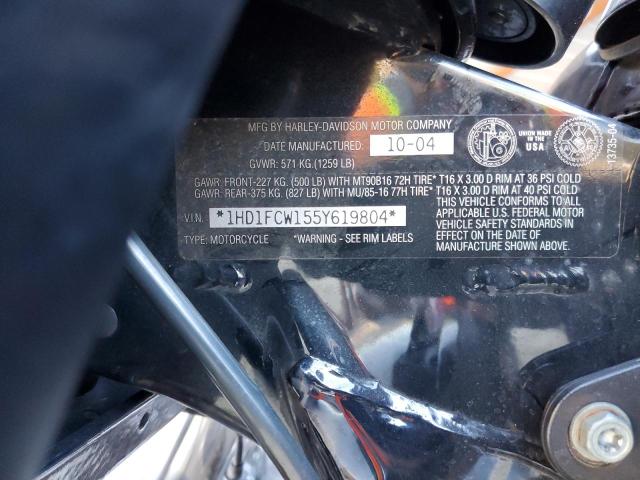 MFG BY HARLEY-DAVIDSON MOTOR COMPANY
DATE MANUFACTURED: 10-04
GVWR: 571 KG. (1259 LB)
UNION MADE IN THE USA
13735-04
GAWR: FRONT-227 KG. (500 LB) WITH MT90B16 72H TIRE* T16 X 3.00 D RIM AT 36 PSI COLD
GAWR: REAR-375 KG. (827 LB) WITH MU/85-16 77H TIRE* T16 X 3.00 D RIM AT 40 PSI COLD
V.I.N. *1HD1FCW155Y619804*
THIS VEHICLE CONFORMS TO ALL
APPLICABLE U.S. FEDERAL MOTOR
VEHICLE SAFETY STANDARDS IN
EFFECT ON THE DATE OF
MANUFACTURE SHOWN ABOVE.
TYPE: MOTORCYCLE *WARNING - SEE RIM LABELS